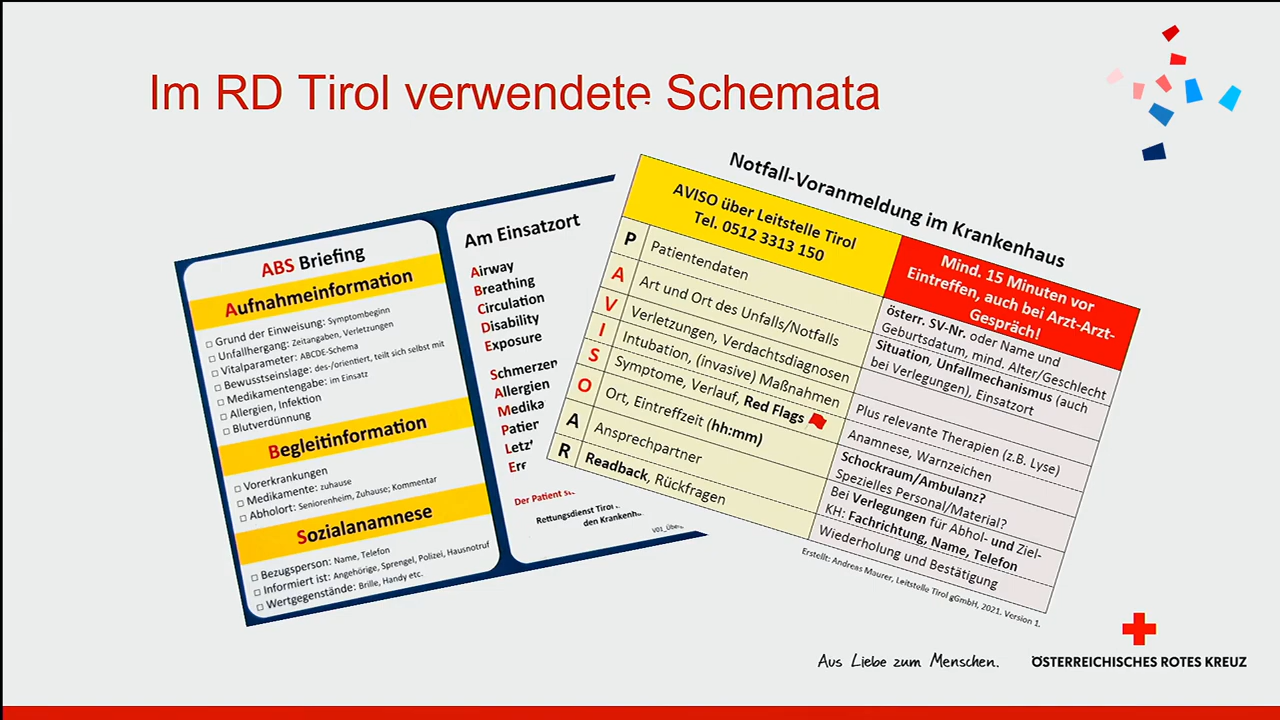 Im RD Tirol verwendete Schemata
ABS Briefing
Aufnahmeinformation
□ Grund der Einweisung: Symptombeginn
□ Unfallhergang: Zeitangaben, Verletzungen
□ Vitalparameter: ABCDE-Schema
□ Bewusstseinslage: des-/orientiert, teilt sich selbst mit
□ Medikamentengabe: im Einsatz
□ Allergien, Infektion
□ Blutverdünnung
Begleitinformation
□ Vorerkrankungen
□ Medikamente: zuhause
□ Abholort: Seniorenheim, Zuhause; Kommentar
Sozialanamnese
□ Bezugsperson: Name, Telefon
□ Informiert ist: Angehörige, Sprengel, Polizei, Hausnotruf
□ Wertgegenstände: Brille, Handy etc.
Am Einsatzort
Airway
Breathing
Circulation
Disability
Exposure
Schmerzen
Allergien
Medika
Patien
Letzt
Ere
Der Patient
Rettungsdienst Tirol
den Krankenh
Notfall-Voranmeldung im Krankenhaus
AVISO über Leitstelle Tirol
Tel. 0512 3313 150
Mind. 15 Minuten vor
Eintreffen, auch bei Arzt-Arzt-
Gespräch!
P Patientendaten
österr. SV-Nr. oder Name und
Geburtsdatum, mind. Alter/Geschlecht
A Art und Ort des Unfalls/Notfalls
Situation, Unfallmechanismus (auch
bei Verlegungen), Einsatzort
V Verletzungen, Verdachtsdiagnosen
I Intubation, (invasive) Maßnahmen
Plus relevante Therapien (z.B. Lyse)
S Symptome, Verlauf, Red Flags
Anamnese, Warnzeichen
O Ort, Eintreffzeit (hh:mm)
Schockraum/Ambulanz?
Spezielles Personal/Material?
A Ansprechpartner
Bei Verlegungen für Abhol- und Ziel-
KH: Fachrichtung, Name, Telefon
R Readback, Rückfragen
Wiederholung und Bestätigung
Erstellt: Andreas Maurer, Leitstelle Tirol gGmbH, 2021. Version 1.
Aus Liebe zum Menschen.
ÖSTERREICHISCHES ROTES KREUZ